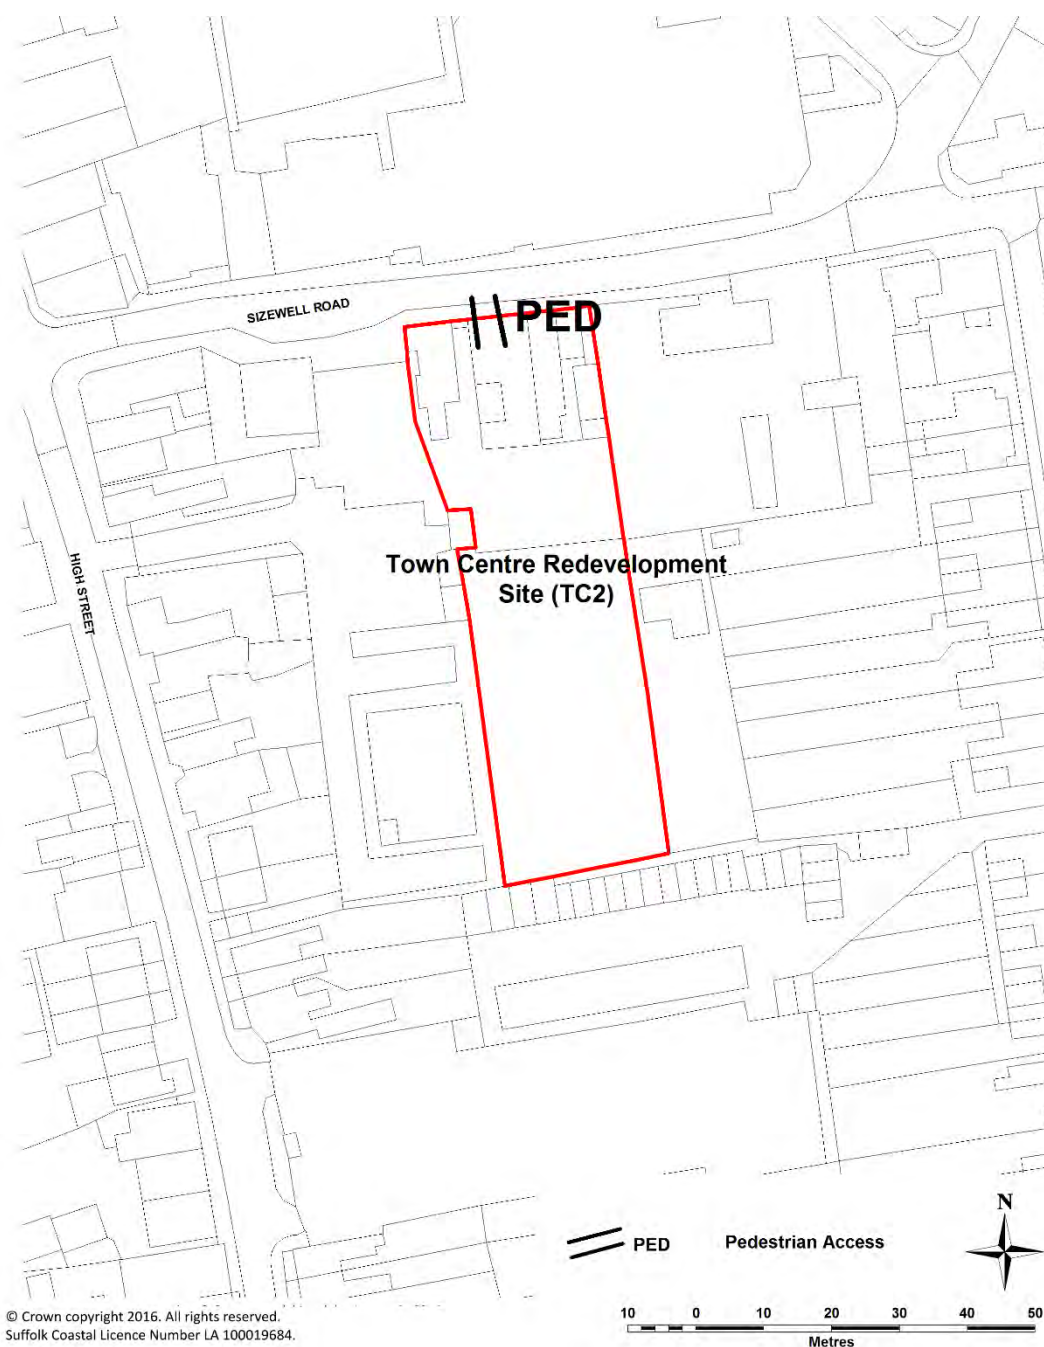 SIZEWELL ROAD
PED
HIGH STREET
Town Centre Redevelopment
Site (TC2)
N
PED Pedestrian Access
10 0 10 20 30 40 50
Metres
© Crown copyright 2016. All rights reserved.
Suffolk Coastal Licence Number LA 100019684.